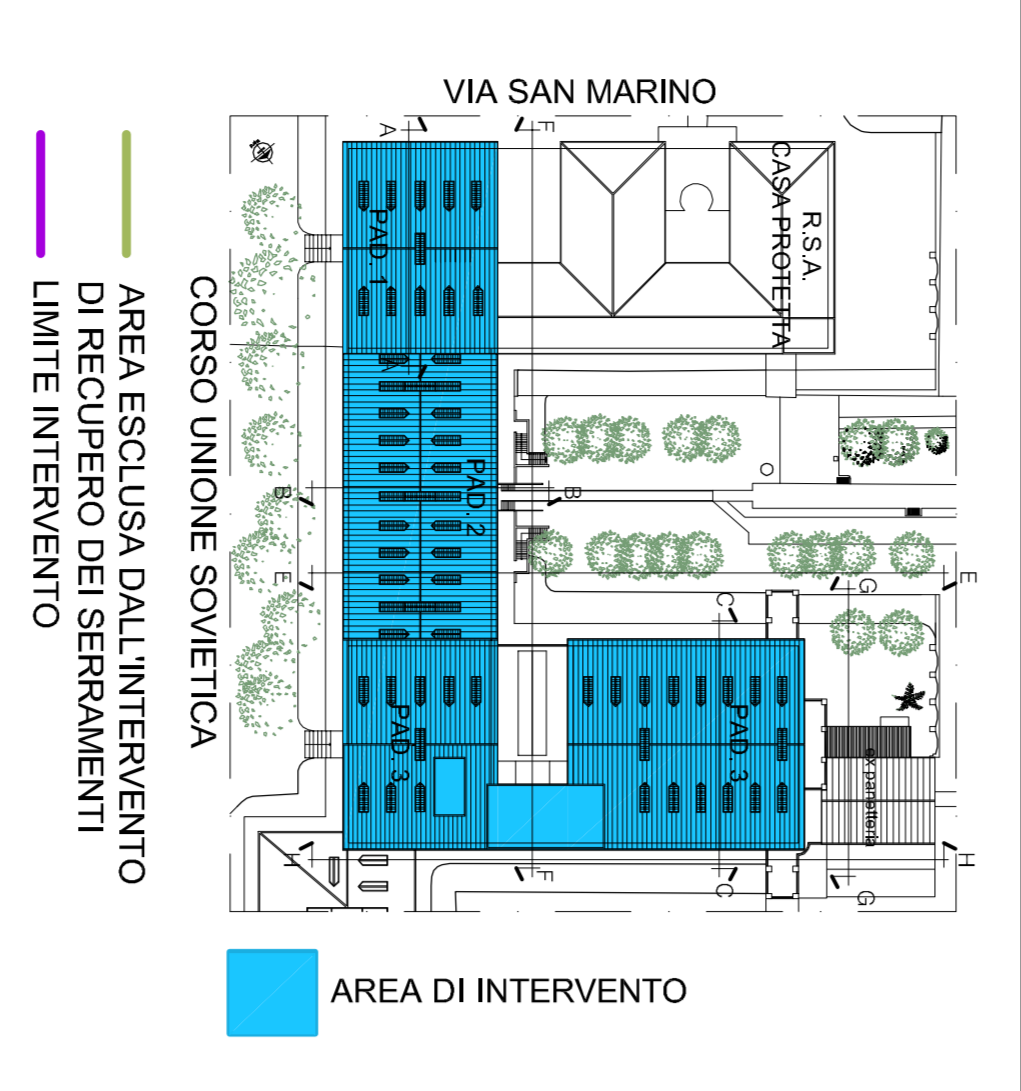 VIA SAN MARINO
A
F
R.S.A.
CASA PROTETTA
PAD. 1
A
PAD. 2
B
B
E
E
G
C
CORSO UNIONE SOVIETICA
PAD. 3
PAD. 3
ex panetteria
H
H
F
C
G
AREA ESCLUSA DALL'INTERVENTO
DI RECUPERO DEI SERRAMENTI
LIMITE INTERVENTO
AREA DI INTERVENTO